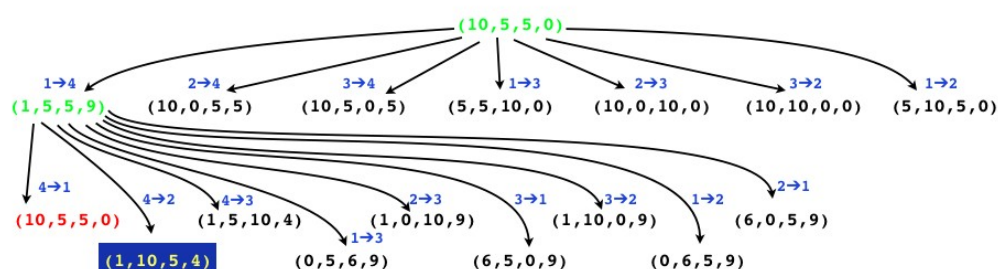 (10,5,5,0)
1→4 2→4 3→4 1→3 2→3 3→2 1→2
(1,5,5,9) (10,0,5,5) (10,5,0,5) (5,5,10,0) (10,0,10,0) (10,10,0,0) (5,10,5,0)
4→1 4→2 4→3 2→3 3→1 3→2 1→2 2→1
(10,5,5,0) (1,5,10,4) (1,0,10,9) (1,10,0,9) (6,0,5,9)
1→3
(1,10,5,4) (0,5,6,9) (6,5,0,9) (0,6,5,9)